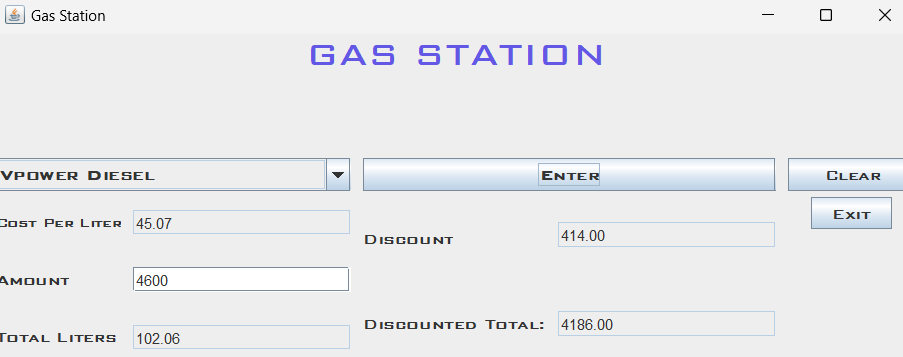 Gas Station
GAS STATION
VPOWER DIESEL
ENTER
CLEAR
EXIT
COST PER LITER
45.07
DISCOUNT
414.00
AMOUNT
4600
DISCOUNTED TOTAL:
4186.00
TOTAL LITERS
102.06